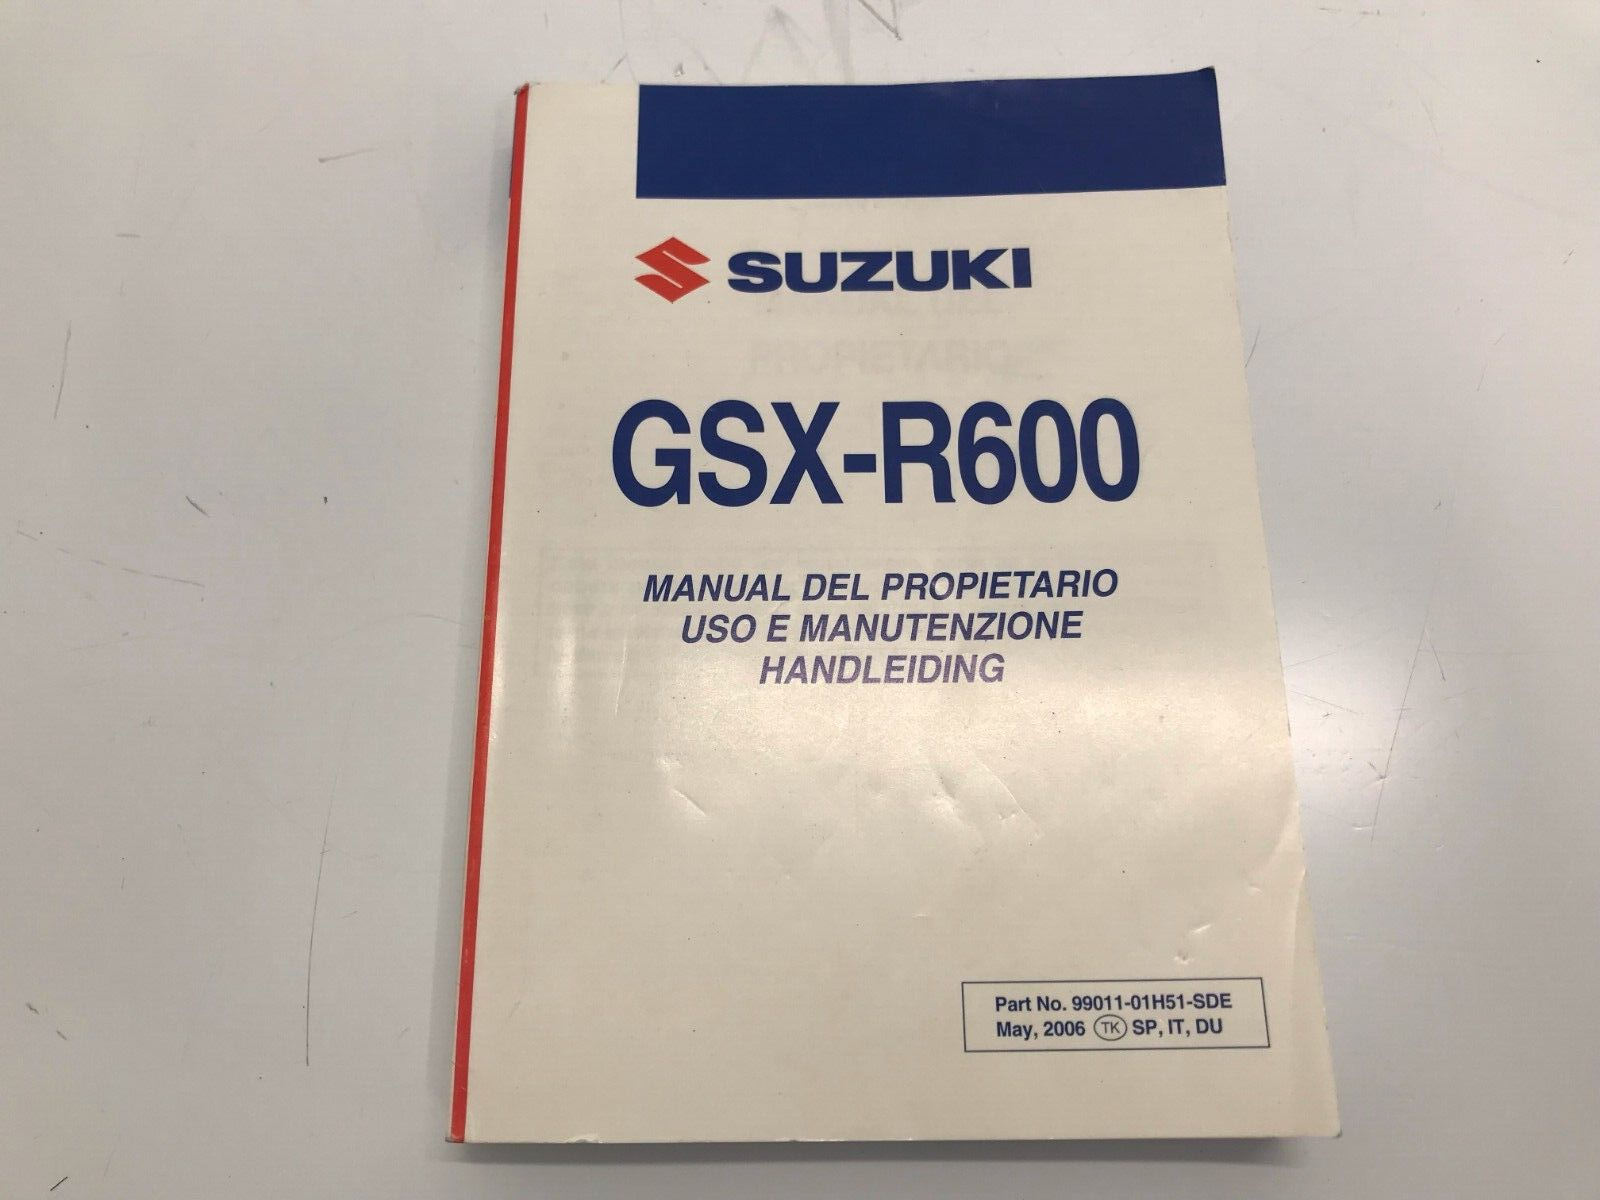 SUZUKI
GSX-R600
MANUAL DEL PROPIETARIO
USO E MANUTENZIONE
HANDLEIDING
Part No. 99011-01H51-SDE
May, 2006 TK SP, IT, DU